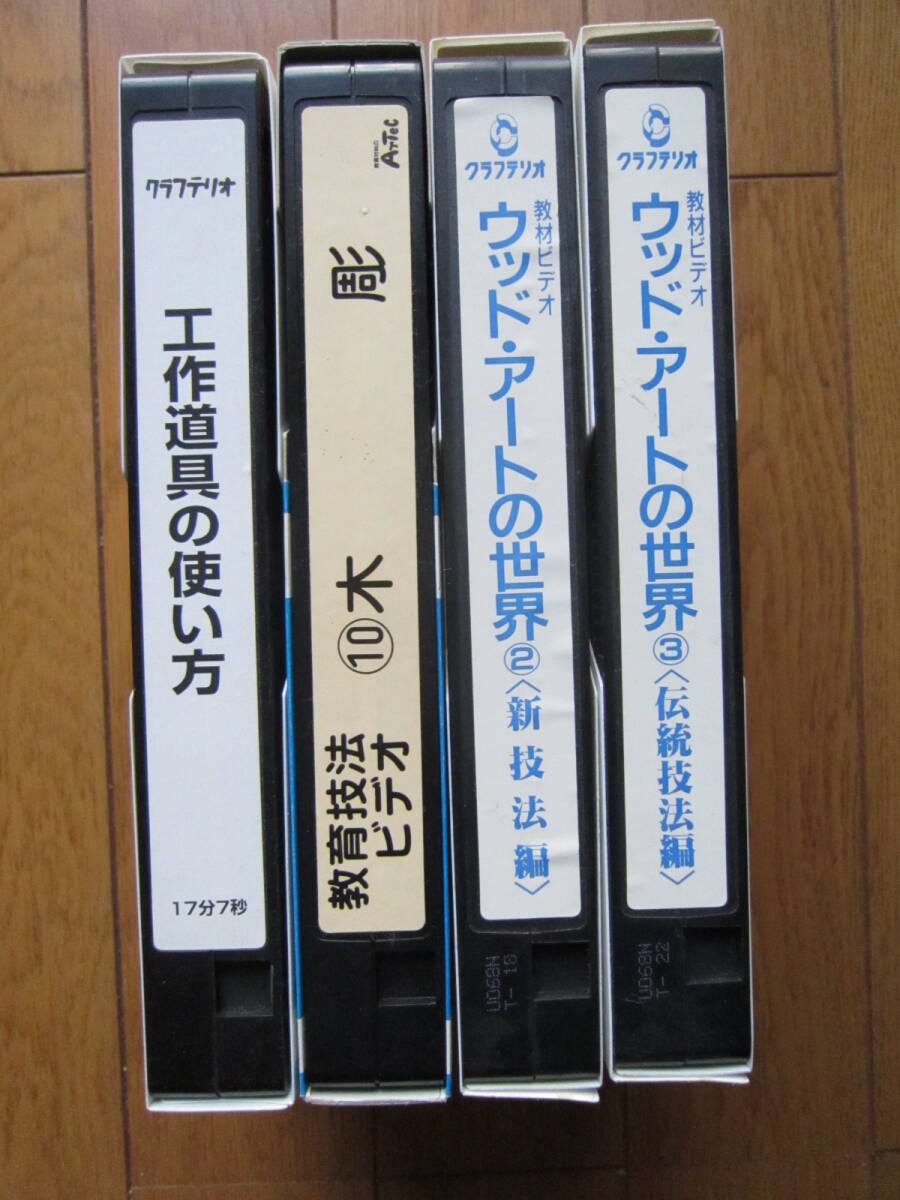 クラフテリオ
工作道具の使い方
17分7秒
ArTeC
教育技法
ビデオ
⑩木 彫
クラフテリオ
教材ビデオ
ウッド・アートの世界②〈新技法編〉
U068N
T- 18
クラフテリオ
教材ビデオ
ウッド・アートの世界③〈伝統技法編〉
U068N
T- 22